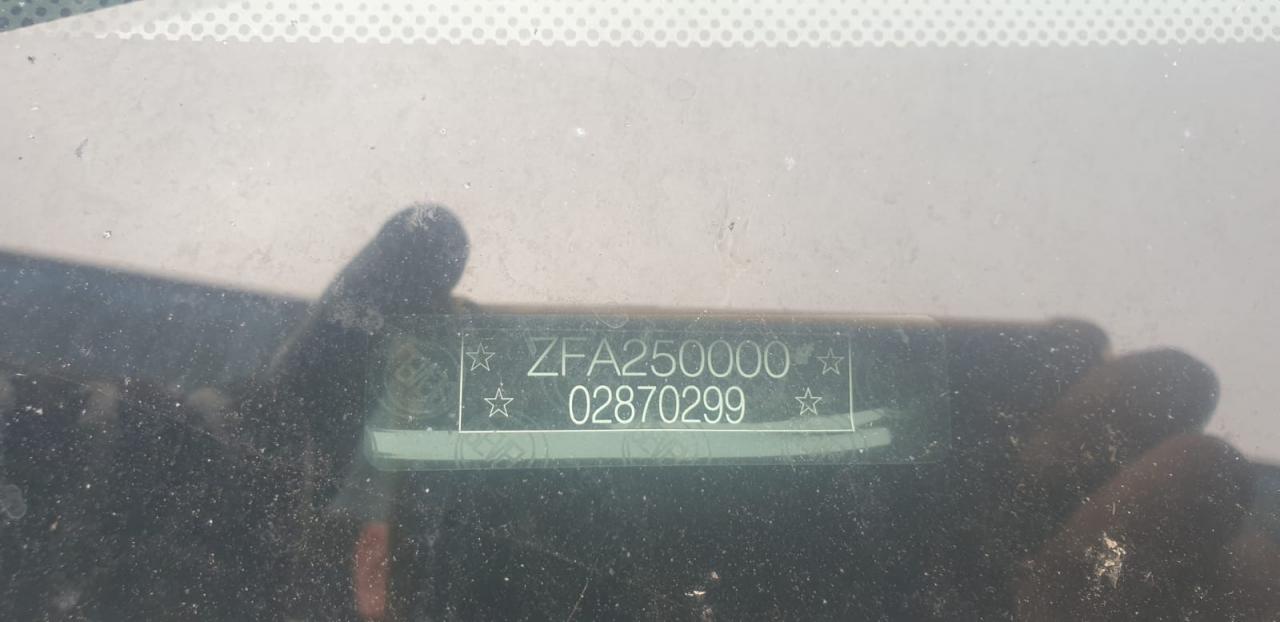 ☆ ZFA250000 ☆
☆ 02870299 ☆